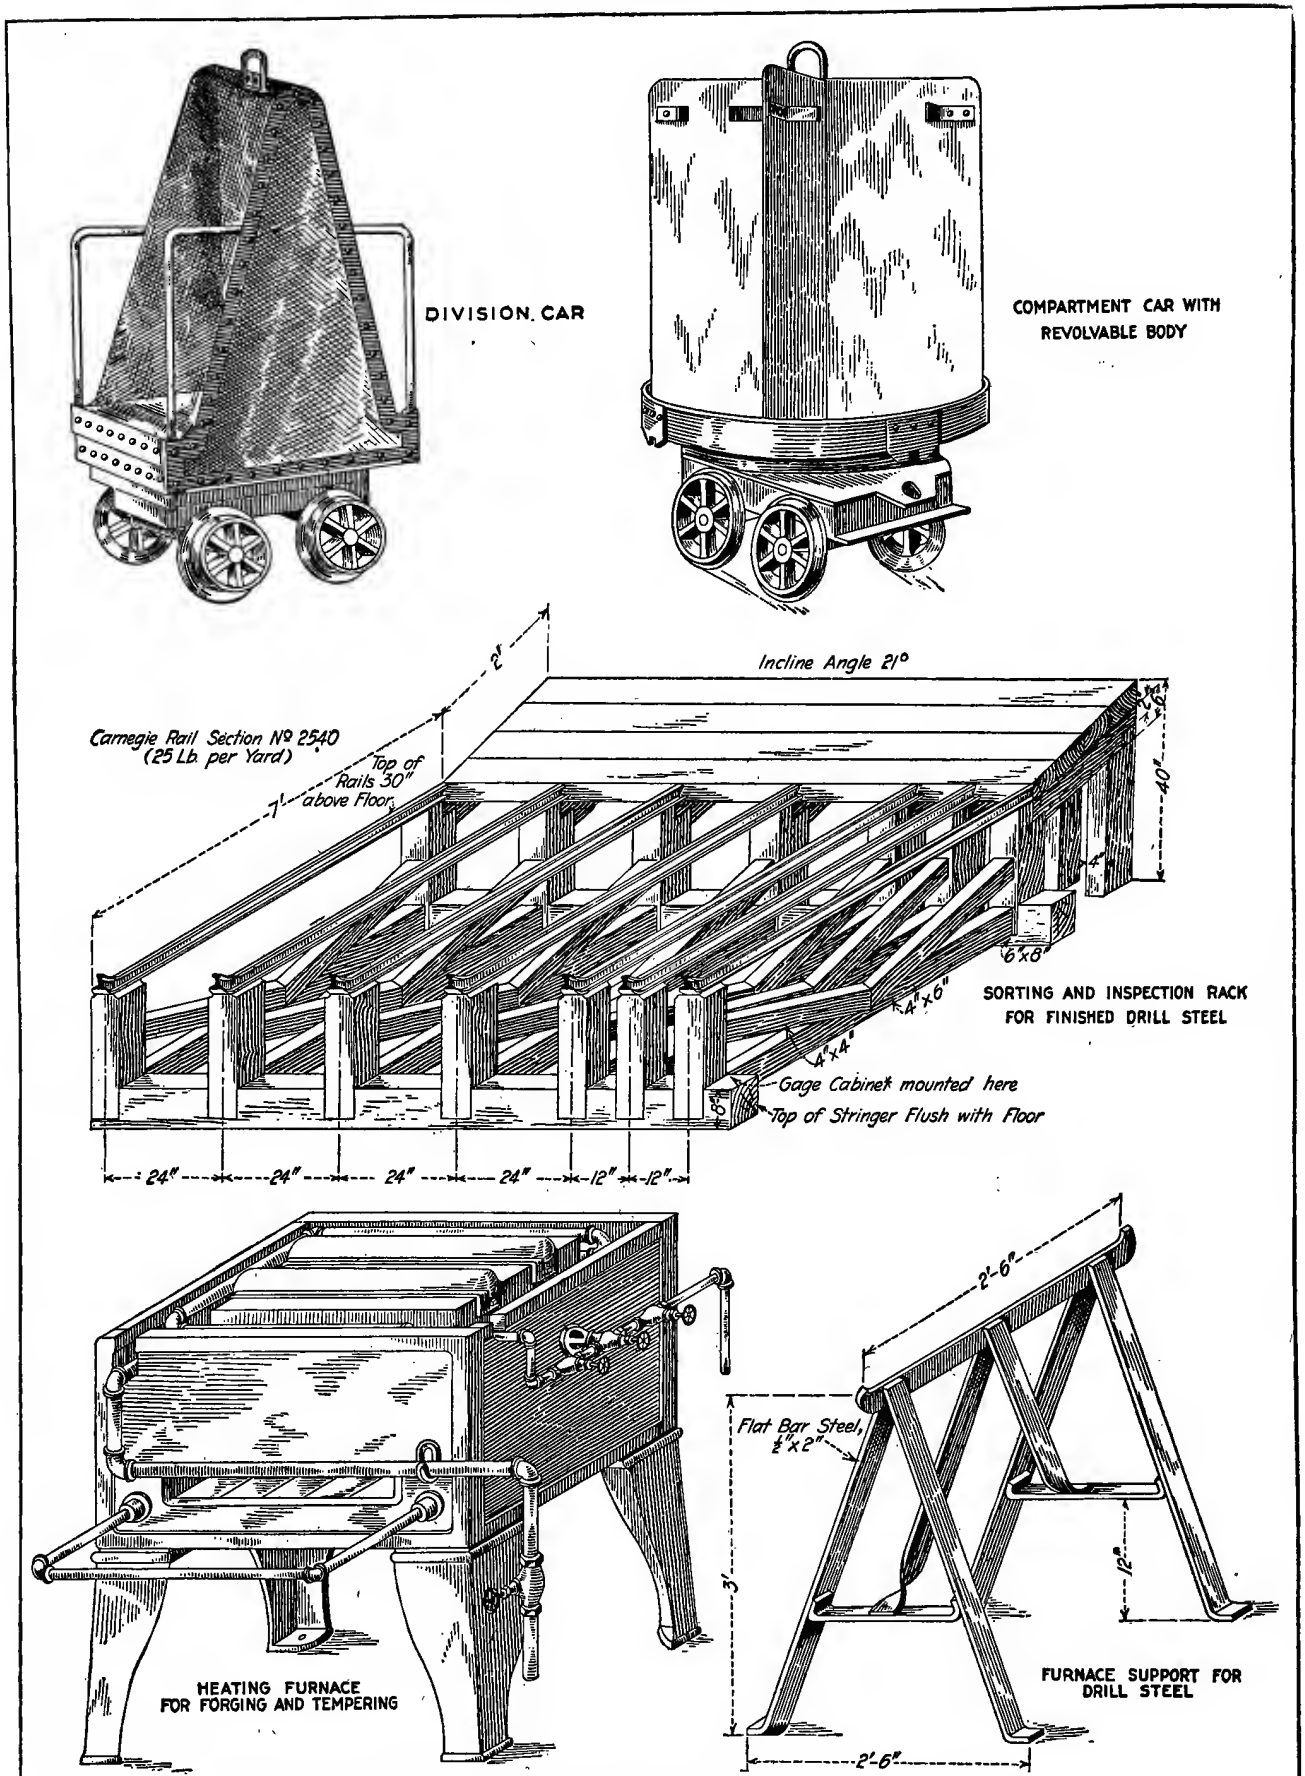 DIVISION. CAR
COMPARTMENT CAR WITH
REVOLVABLE BODY
Incline Angle 21°
2"
2"
6"
40"
4"
Carnegie Rail Section Nº 2540
(25 Lb. per Yard)
Top of
Rails 30"
above Floor
7'
6"x8"
4"x6"
4"x4"
SORTING AND INSPECTION RACK
FOR FINISHED DRILL STEEL
Gage Cabinet mounted here
8"
Top of Stringer Flush with Floor
24"
24"
24"
24"
12"
12"
2'-6"
Flat Bar Steel,
½"x2"
3'
12"
2'-6"
HEATING FURNACE
FOR FORGING AND TEMPERING
FURNACE SUPPORT FOR
DRILL STEEL